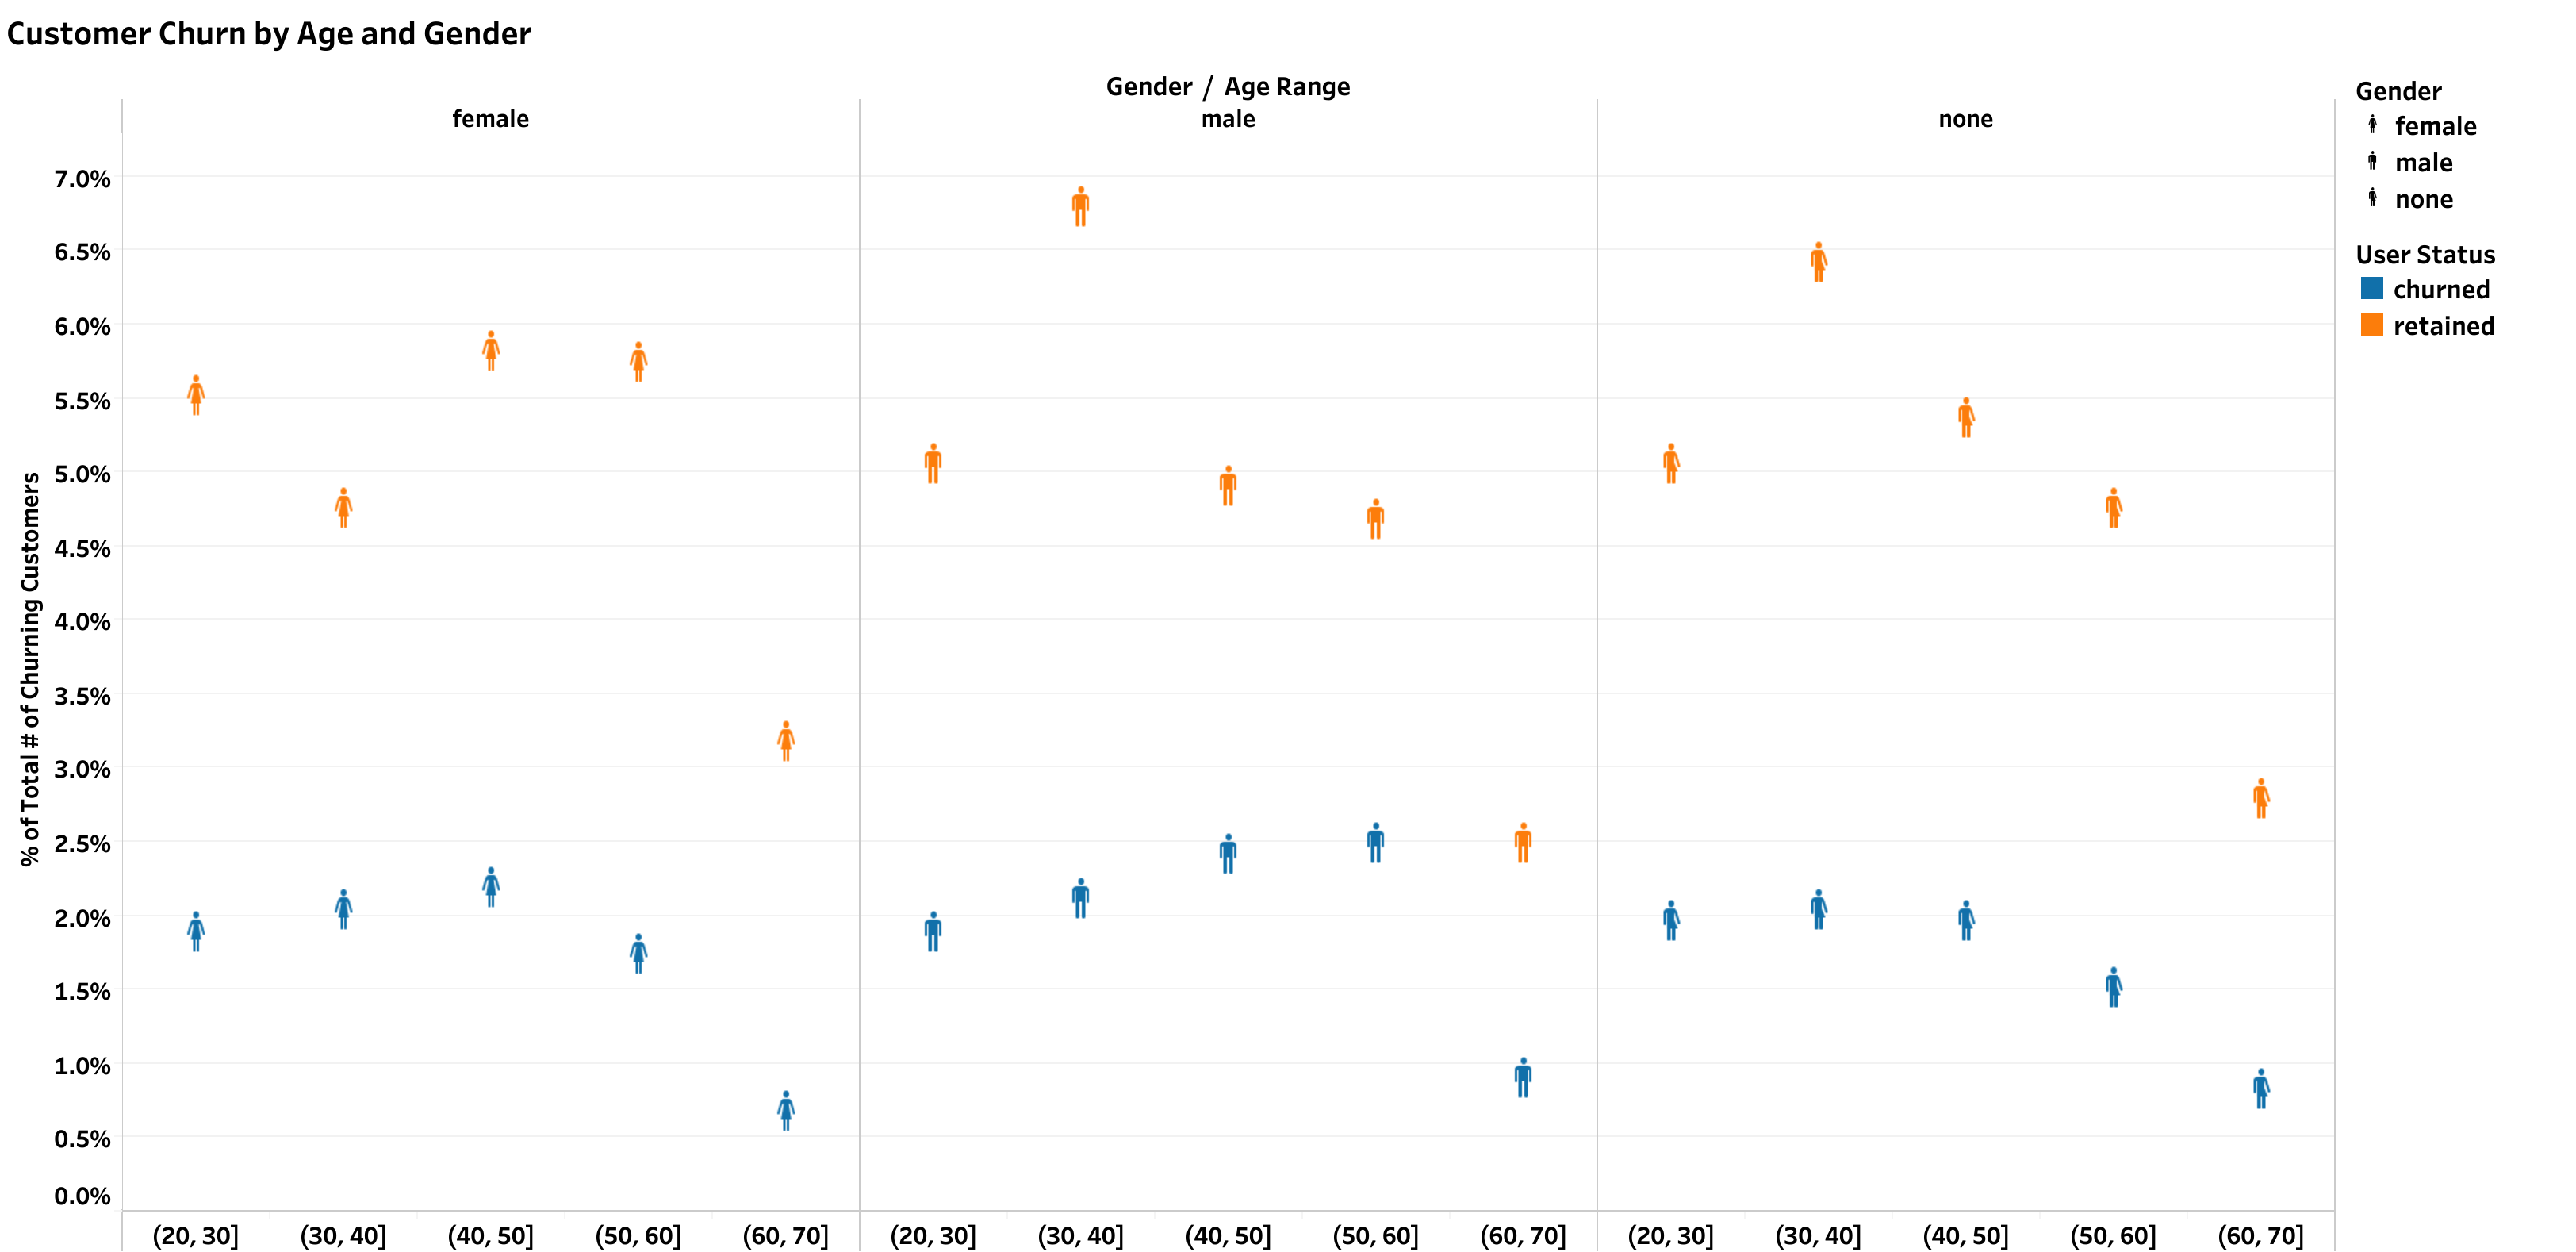 Customer Churn by Age and Gender
Gender / Age Range
female
male
none
% of Total # of Churning Customers
7.0%
6.5%
6.0%
5.5%
5.0%
4.5%
4.0%
3.5%
3.0%
2.5%
2.0%
1.5%
1.0%
0.5%
0.0%
(20, 30]
(30, 40]
(40, 50]
(50, 60]
(60, 70]
(20, 30]
(30, 40]
(40, 50]
(50, 60]
(60, 70]
(20, 30]
(30, 40]
(40, 50]
(50, 60]
(60, 70]
Gender
female
male
none
User Status
churned
retained